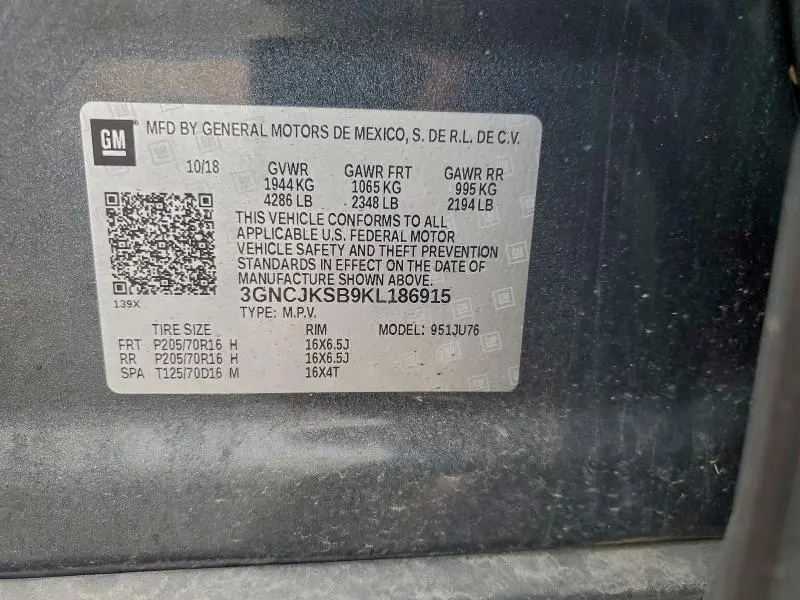 GM ® MFD BY GENERAL MOTORS DE MEXICO, S. DE R.L. DE C.V.
10/18 GVWR GAWR FRT GAWR RR
1944 KG 1065 KG 995 KG
4286 LB 2348 LB 2194 LB
THIS VEHICLE CONFORMS TO ALL
APPLICABLE U.S. FEDERAL MOTOR
VEHICLE SAFETY AND THEFT PREVENTION
STANDARDS IN EFFECT ON THE DATE OF
MANUFACTURE SHOWN ABOVE.
139X 3GNCJKSB9KL186915
TYPE: M.P.V.
TIRE SIZE RIM MODEL: 951JU76
FRT P205/70R16 H 16X6.5J
RR P205/70R16 H 16X6.5J
SPA T125/70D16 M 16X4T